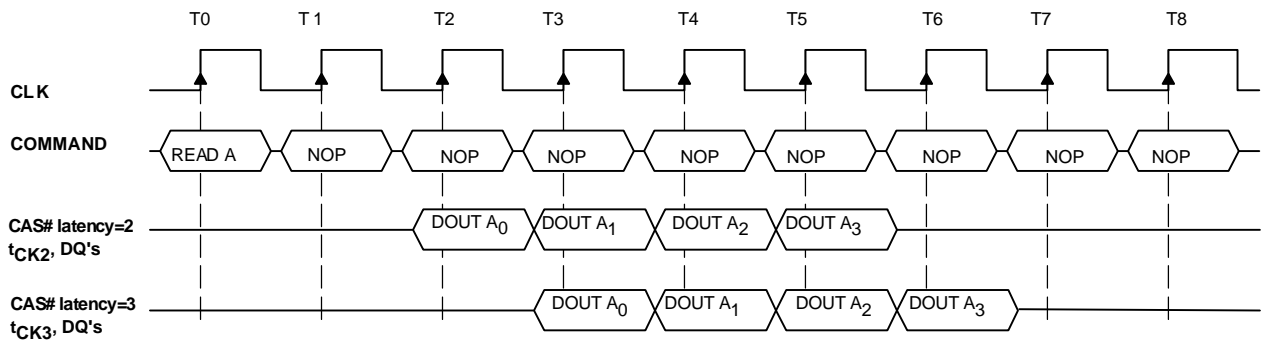 T0 T 1 T2 T3 T4 T5 T6 T7 T8
CLK
COMMAND READ A NOP NOP NOP NOP NOP NOP NOP NOP
CAS# latency=2 DOUT A0 DOUT A1 DOUT A2 DOUT A3
tCK2, DQ's
CAS# latency=3 DOUT A0 DOUT A1 DOUT A2 DOUT A3
tCK3, DQ's